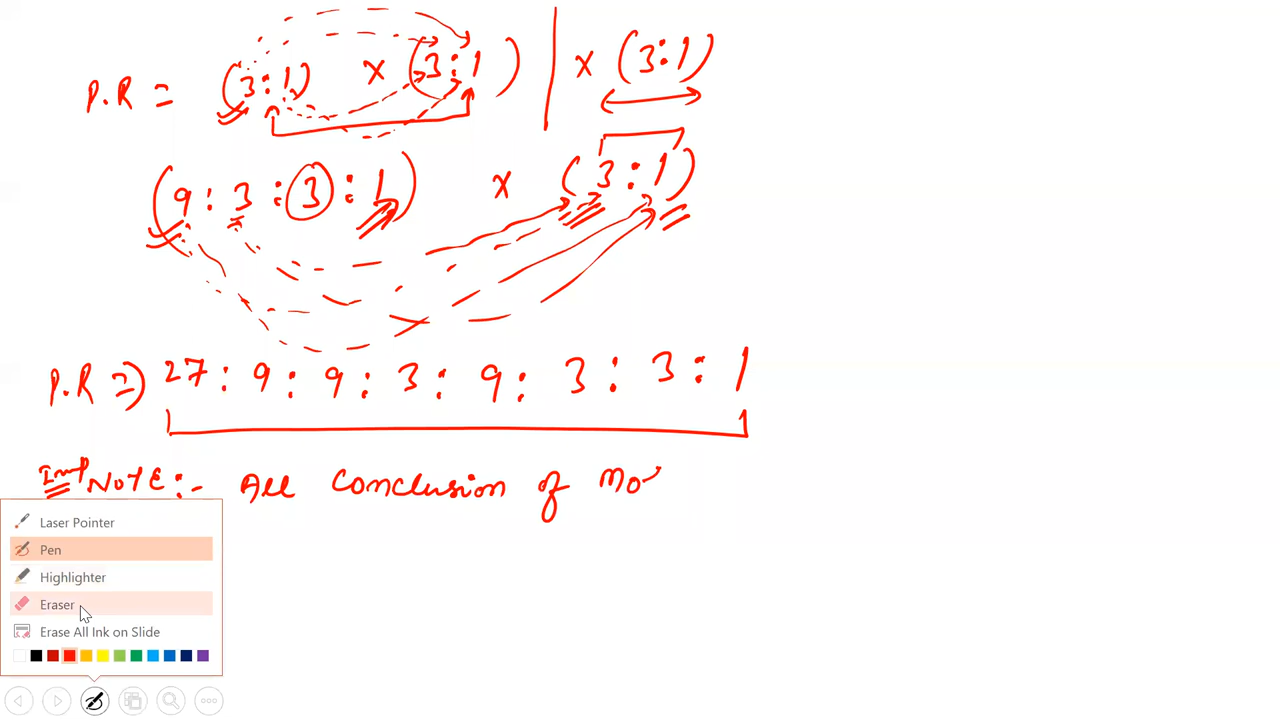 P.R = (3:1) × (3:1) × (3:1)
(9 : 3 : 3 : 1) × (3 : 1)
P.R ⇒ 27 : 9 : 9 : 3 : 9 : 3 : 3 : 1
Imp NOTE:- All Conclusion of Mo
Laser Pointer
Pen
Highlighter
Eraser
Erase All Ink on Slide